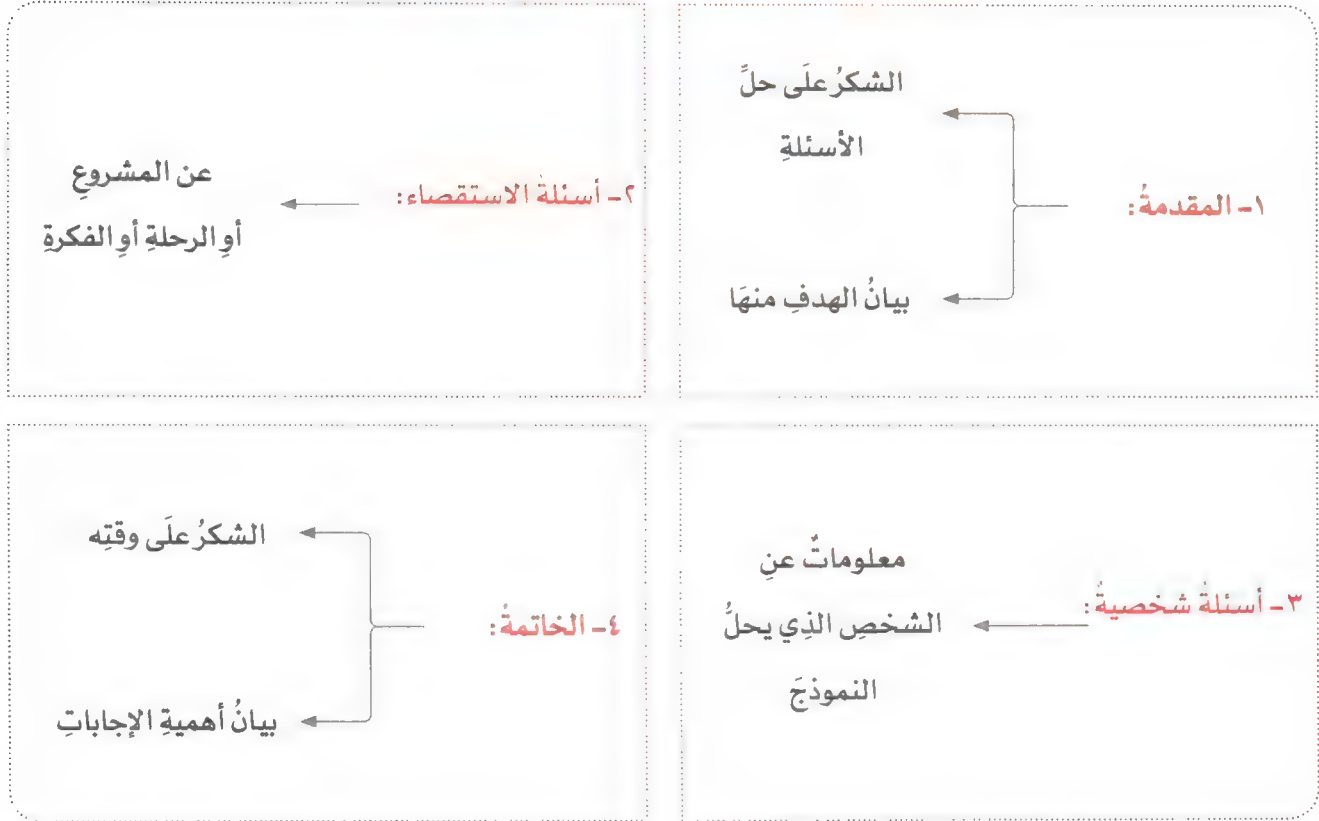 ١- المقدمةُ:
الشكرُ علَى حلِّ
الأسئلةِ
بيانُ الهدفِ منهَا
٢- أسئلةُ الاستقصاء:
عن المشروعِ
أوِ الرحلةِ أوِ الفكرةِ
٣- أسئلةُ شخصيةُ:
معلوماتٌ عنِ
الشخصِ الذِي يحلُّ
النموذجَ
٤- الخاتمةُ:
الشكرُ علَى وقتِه
بيانُ أهميةِ الإجاباتِ